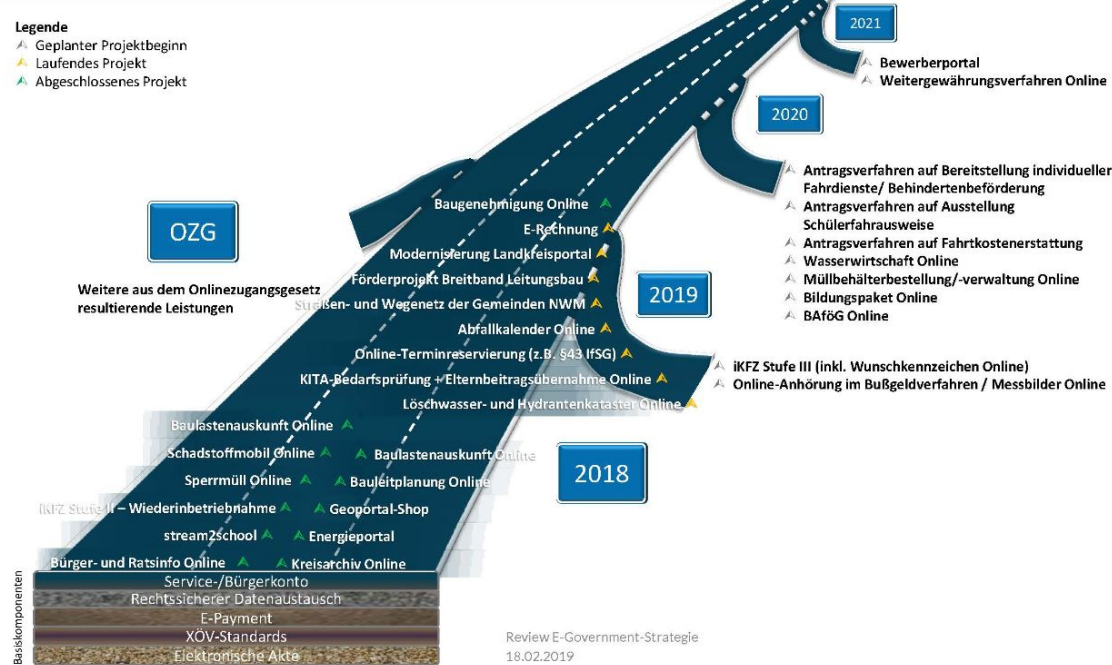 Legende
Geplanter Projektbeginn
Laufendes Projekt
Abgeschlossenes Projekt
2021
Bewerberportal
Weitergewährungsverfahren Online
2020
Antragsverfahren auf Bereitstellung individueller
Fahrdienste/ Behindertenbeförderung
Antragsverfahren auf Ausstellung
Schülerfahrausweise
Antragsverfahren auf Fahrtkostenerstattung
Wasserwirtschaft Online
Müllbehälterbestellung/-verwaltung Online
Bildungspaket Online
BAföG Online
OZG
Weitere aus dem Onlinezugangsgesetz
resultierende Leistungen
Baugenehmigung Online
E-Rechnung
Modernisierung Landkreisportal
Förderprojekt Breitband Leitungsbau
Straßen- und Wegenetz der Gemeinden NWM
Abfallkalender Online
Online-Terminreservierung (z.B. §43 IfSG)
KITA-Bedarfsprüfung + Elternbeitragsübernahme Online
Löschwasser- und Hydrantenkataster Online
2019
iKFZ Stufe III (inkl. Wunschkennzeichen Online)
Online-Anhörung im Bußgeldverfahren / Messbilder Online
2018
Baulastenauskunft Online
Schadstoffmobil Online
Baulastenauskunft Online
Sperrmüll Online
Bauleitplanung Online
iKFZ Stufe II – Wiederinbetriebnahme
Geoportal-Shop
stream2school
Energieportal
Bürger- und Ratsinfo Online
Kreisarchiv Online
Basiskomponenten
Service-/Bürgerkonto
Rechtssicherer Datenaustausch
E-Payment
XÖV-Standards
Elektronische Akte
Review E-Government-Strategie
18.02.2019